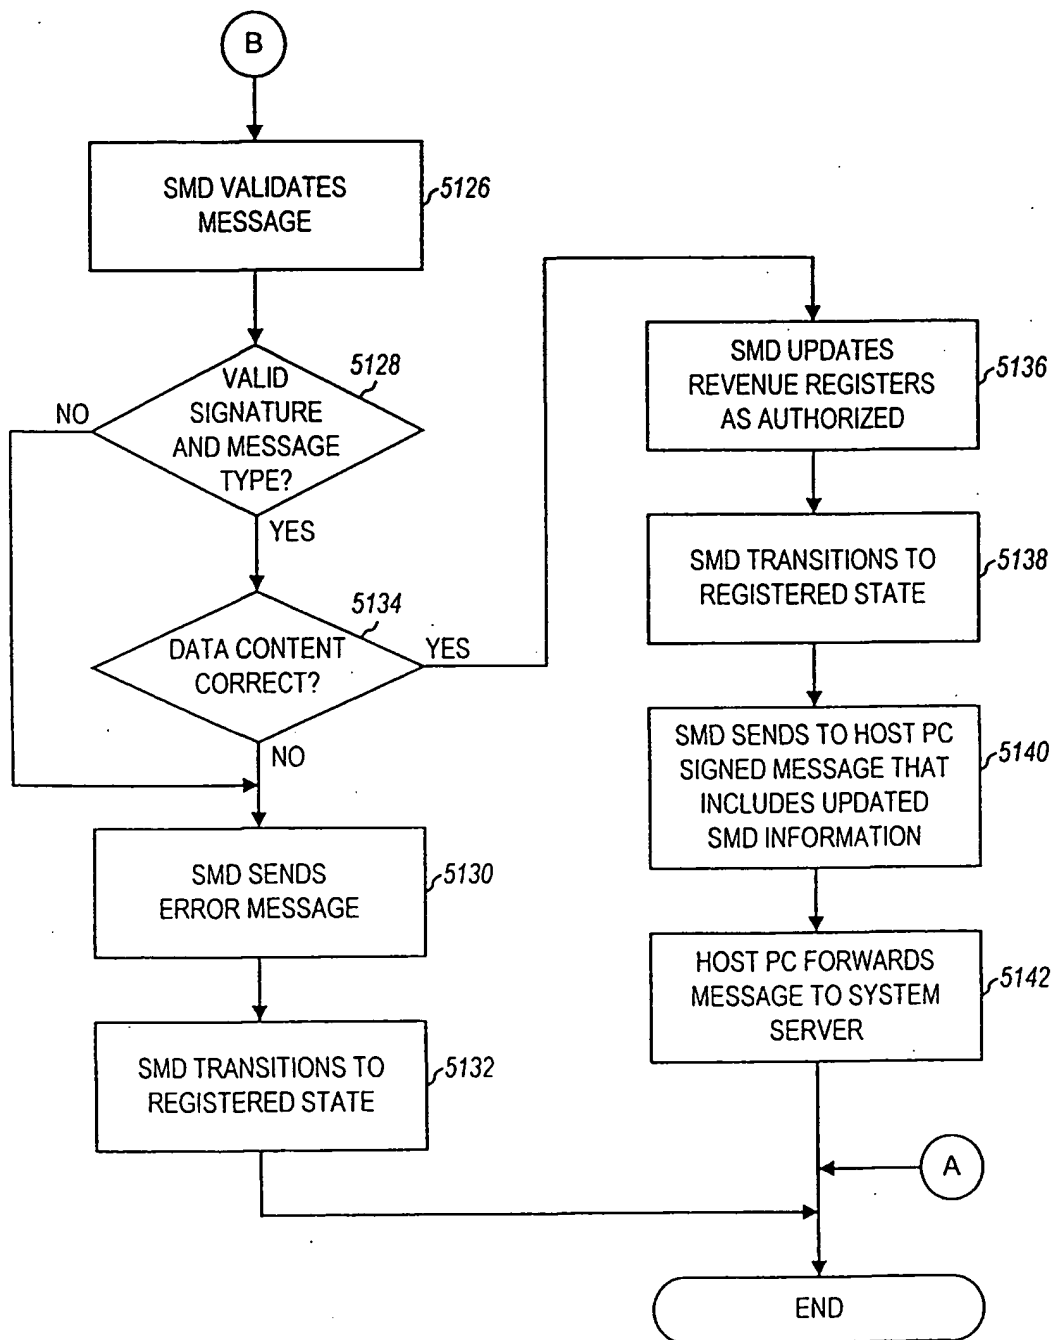 B
SMD VALIDATES
MESSAGE
5126
VALID
SIGNATURE
AND MESSAGE
TYPE?
5128
NO
YES
DATA CONTENT
CORRECT?
5134
YES
NO
SMD SENDS
ERROR MESSAGE
5130
SMD TRANSITIONS TO
REGISTERED STATE
5132
SMD UPDATES
REVENUE REGISTERS
AS AUTHORIZED
5136
SMD TRANSITIONS TO
REGISTERED STATE
5138
SMD SENDS TO HOST PC
SIGNED MESSAGE THAT
INCLUDES UPDATED
SMD INFORMATION
5140
HOST PC FORWARDS
MESSAGE TO SYSTEM
SERVER
5142
A
END